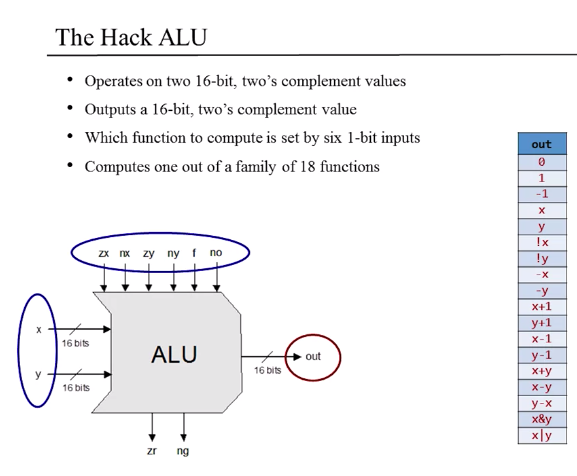 The Hack ALU
• Operates on two 16-bit, two's complement values
• Outputs a 16-bit, two's complement value
• Which function to compute is set by six 1-bit inputs
• Computes one out of a family of 18 functions
out
0
1
-1
x
y
!x
!y
-x
-y
x+1
y+1
x-1
y-1
x+y
x-y
y-x
x&y
x|y
zx nx zy ny f no
x
16 bits
ALU
out
16 bits
y
16 bits
zr ng